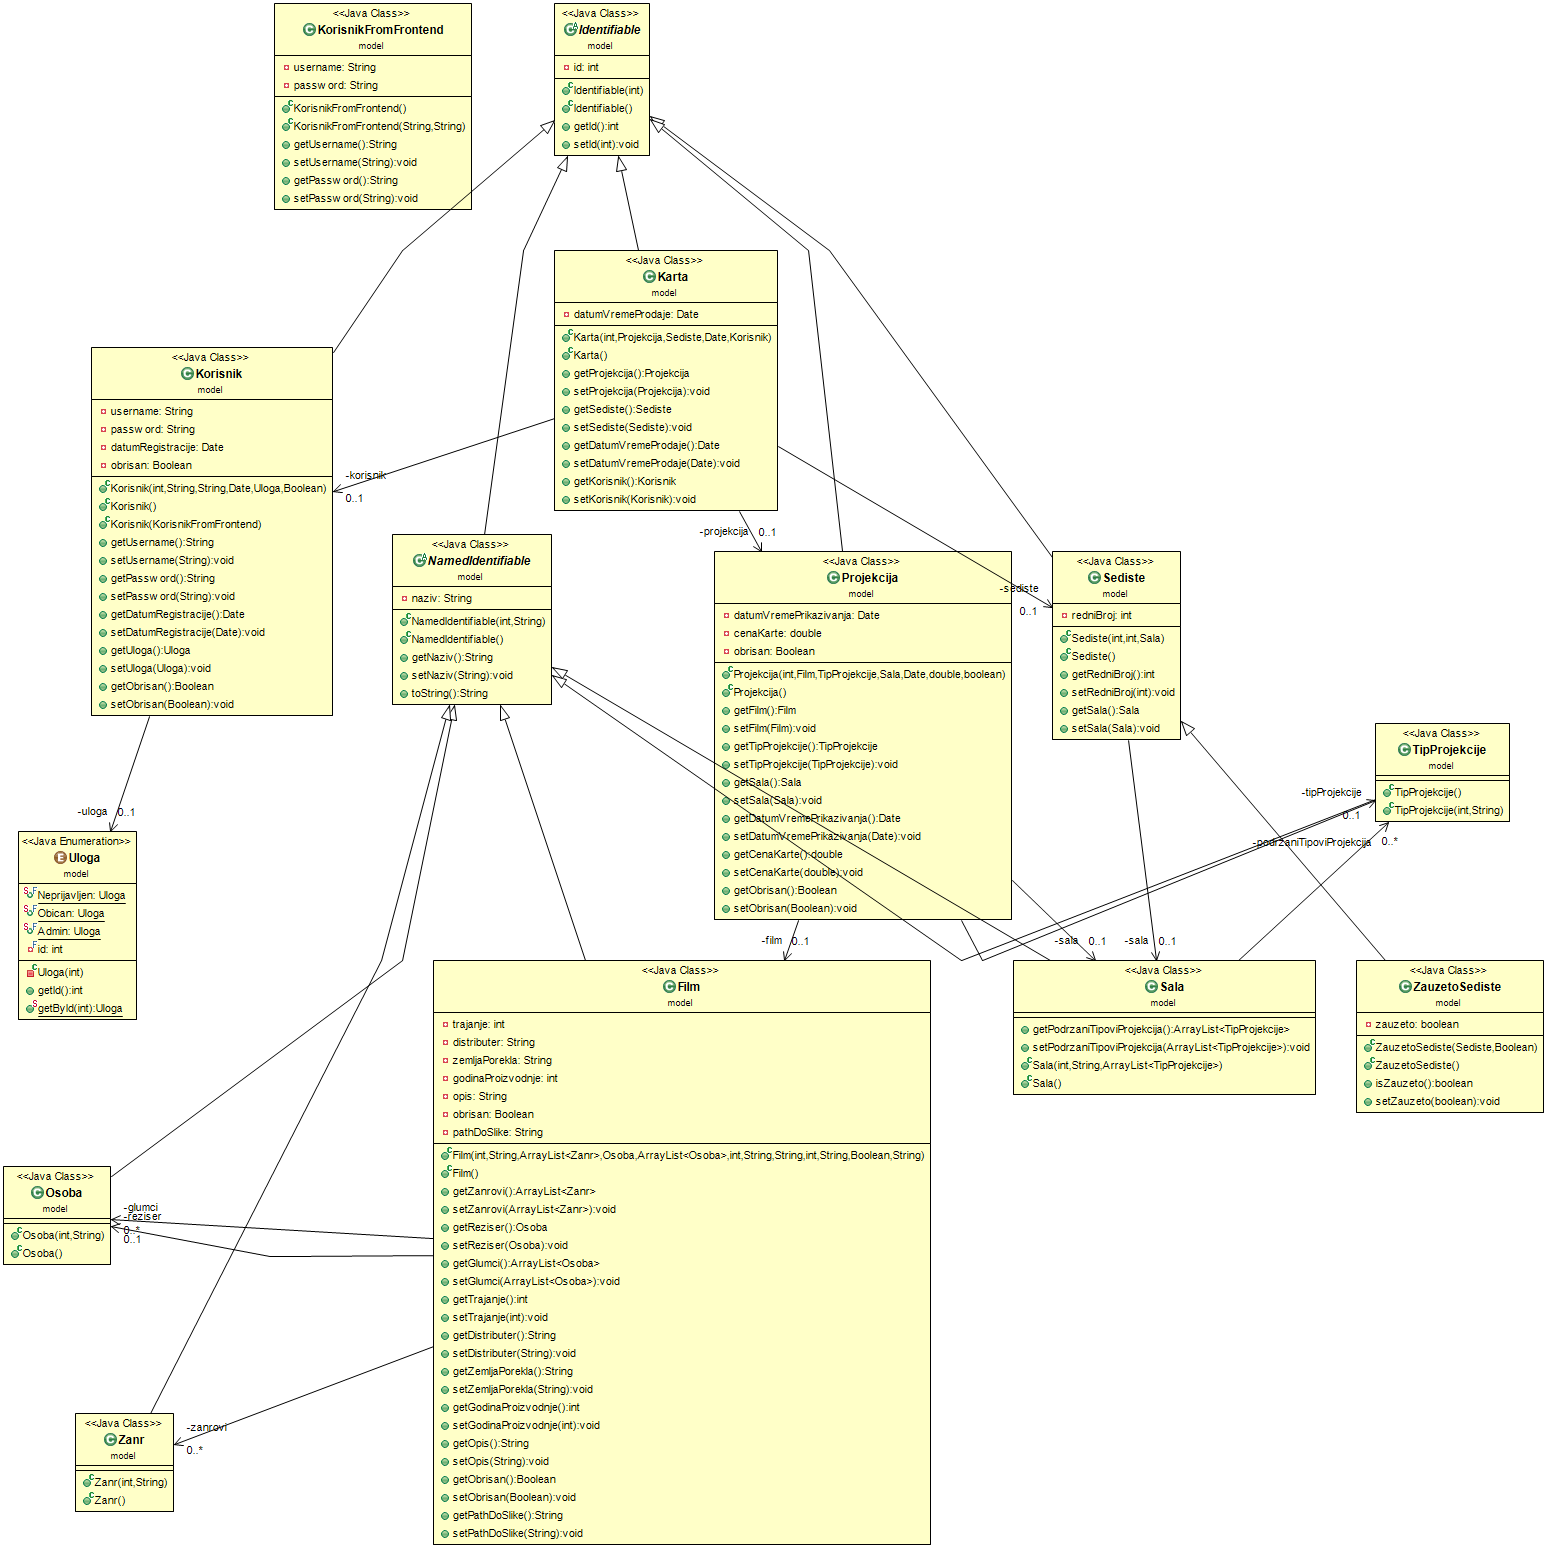 <<Java Class>>
KorisnikFromFrontend
model
username: String
password: String
KorisnikFromFrontend()
KorisnikFromFrontend(String,String)
getUsername():String
setUsername(String):void
getPassword():String
setPassword(String):void
<<Java Class>>
Identifiable
model
id: int
Identifiable(int)
Identifiable()
getId():int
setId(int):void
<<Java Class>>
Karta
model
datumVremeProdaje: Date
Karta(int,Projekcija,Sediste,Date,Korisnik)
Karta()
getProjekcija():Projekcija
setProjekcija(Projekcija):void
getSediste():Sediste
setSediste(Sediste):void
getDatumVremeProdaje():Date
setDatumVremeProdaje(Date):void
getKorisnik():Korisnik
setKorisnik(Korisnik):void
<<Java Class>>
Korisnik
model
username: String
password: String
datumRegistracije: Date
obrisan: Boolean
Korisnik(int,String,String,Date,Uloga,Boolean)
Korisnik()
Korisnik(KorisnikFromFrontend)
getUsername():String
setUsername(String):void
getPassword():String
setPassword(String):void
getDatumRegistracije():Date
setDatumRegistracije(Date):void
getUloga():Uloga
setUloga(Uloga):void
getObrisan():Boolean
setObrisan(Boolean):void
-korisnik
0..1
<<Java Class>>
NamedIdentifiable
model
naziv: String
NamedIdentifiable(int,String)
NamedIdentifiable()
getNaziv():String
setNaziv(String):void
toString():String
-projekcija
0..1
<<Java Class>>
Projekcija
model
datumVremePrikazivanja: Date
cenaKarte: double
obrisan: Boolean
Projekcija(int,Film,TipProjekcije,Sala,Date,double,boolean)
Projekcija()
getFilm():Film
setFilm(Film):void
getTipProjekcije():TipProjekcije
setTipProjekcije(TipProjekcije):void
getSala():Sala
setSala(Sala):void
getDatumVremePrikazivanja():Date
setDatumVremePrikazivanja(Date):void
getCenaKarte():double
setCenaKarte(double):void
getObrisan():Boolean
setObrisan(Boolean):void
-sediste
0..1
<<Java Class>>
Sediste
model
redniBroj: int
Sediste(int,int,Sala)
Sediste()
getRedniBroj():int
setRedniBroj(int):void
getSala():Sala
setSala(Sala):void
<<Java Class>>
TipProjekcije
model
TipProjekcije()
TipProjekcije(int,String)
-tipProjekcije
0..1
-podrzaniTipoviProjekcija
0..*
-uloga
0..1
<<Java Enumeration>>
Uloga
model
Neprijavljen: Uloga
Obican: Uloga
Admin: Uloga
id: int
Uloga(int)
getId():int
getById(int):Uloga
-film
0..1
-sala
0..1
-sala
0..1
<<Java Class>>
Film
model
trajanje: int
distributer: String
zemljaPorekla: String
godinaProizvodnje: int
opis: String
obrisan: Boolean
pathDoSlike: String
Film(int,String,ArrayList<Zanr>,Osoba,ArrayList<Osoba>,int,String,String,int,String,Boolean,String)
Film()
getZanrovi():ArrayList<Zanr>
setZanrovi(ArrayList<Zanr>):void
getReziser():Osoba
setReziser(Osoba):void
getGlumci():ArrayList<Osoba>
setGlumci(ArrayList<Osoba>):void
getTrajanje():int
setTrajanje(int):void
getDistributer():String
setDistributer(String):void
getZemljaPorekla():String
setZemljaPorekla(String):void
getGodinaProizvodnje():int
setGodinaProizvodnje(int):void
getOpis():String
setOpis(String):void
getObrisan():Boolean
setObrisan(Boolean):void
getPathDoSlike():String
setPathDoSlike(String):void
<<Java Class>>
Sala
model
getPodrzaniTipoviProjekcija():ArrayList<TipProjekcije>
setPodrzaniTipoviProjekcija(ArrayList<TipProjekcije>):void
Sala(int,String,ArrayList<TipProjekcije>)
Sala()
<<Java Class>>
ZauzetoSediste
model
zauzeto: boolean
ZauzetoSediste(Sediste,Boolean)
ZauzetoSediste()
isZauzeto():boolean
setZauzeto(boolean):void
<<Java Class>>
Osoba
model
Osoba(int,String)
Osoba()
-glumci
-reziser
0..*
0..1
<<Java Class>>
Zanr
model
Zanr(int,String)
Zanr()
-zanrovi
0..*